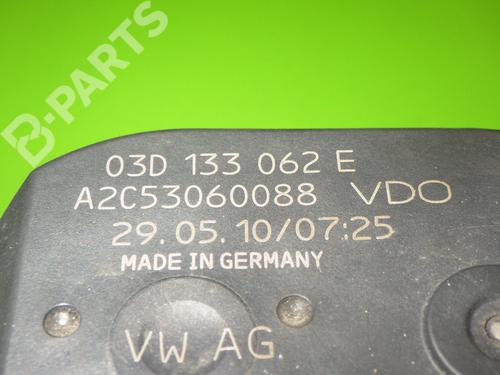 B-PARTS
03D 133 062 E
A2C53060088 VDO
29.05.10/07:25
MADE IN GERMANY
VW AG.